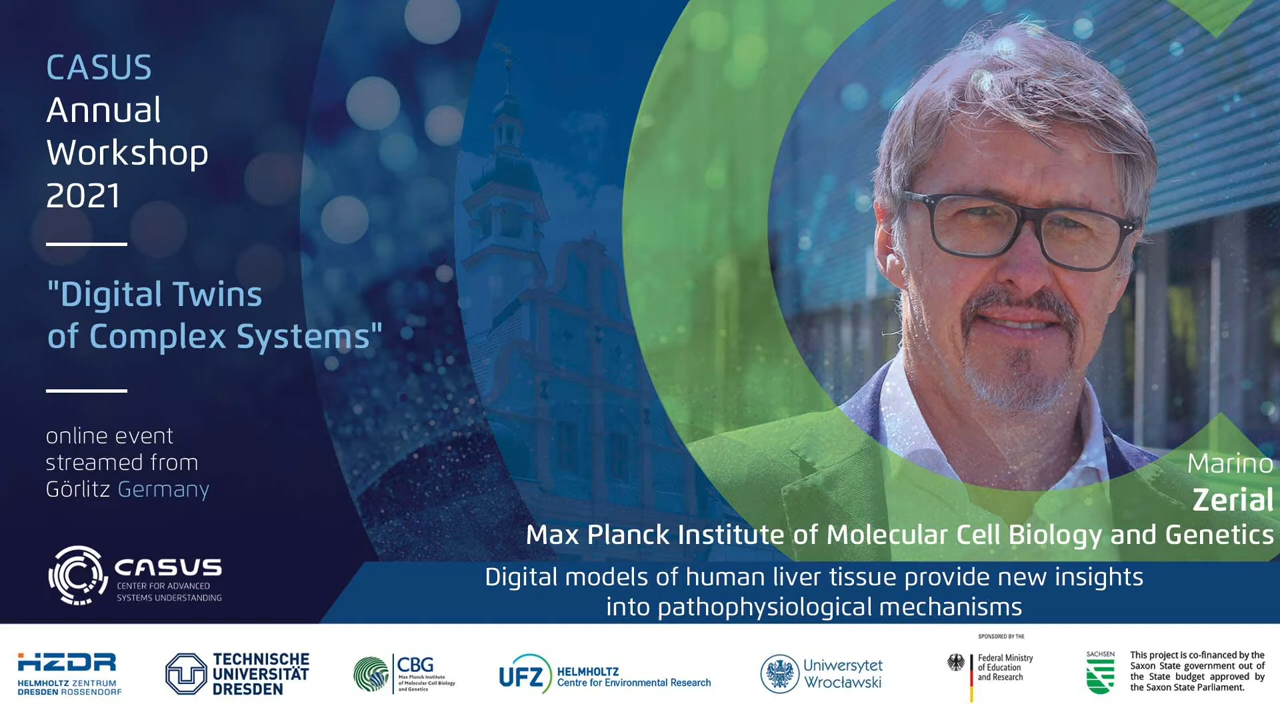 CASUS
Annual
Workshop
2021
"Digital Twins
of Complex Systems"
online event
streamed from
Görlitz Germany
CASUS
CENTER FOR ADVANCED
SYSTEMS UNDERSTANDING
Marino
Zerial
Max Planck Institute of Molecular Cell Biology and Genetics
Digital models of human liver tissue provide new insights
into pathophysiological mechanisms
HZDR
HELMHOLTZ ZENTRUM
DRESDEN ROSSENDORF
TECHNISCHE
UNIVERSITÄT
DRESDEN
CBG
Max Planck Institute
of Molecular Cell Biology
and Genetics
UFZ
HELMHOLTZ
Centre for Environmental Research
Uniwersytet
Wrocławski
SPONSORED BY THE
Federal Ministry
of Education
and Research
SACHSEN
This project is co-financed by the
Saxon State government out of
the State budget approved by
the Saxon State Parliament.